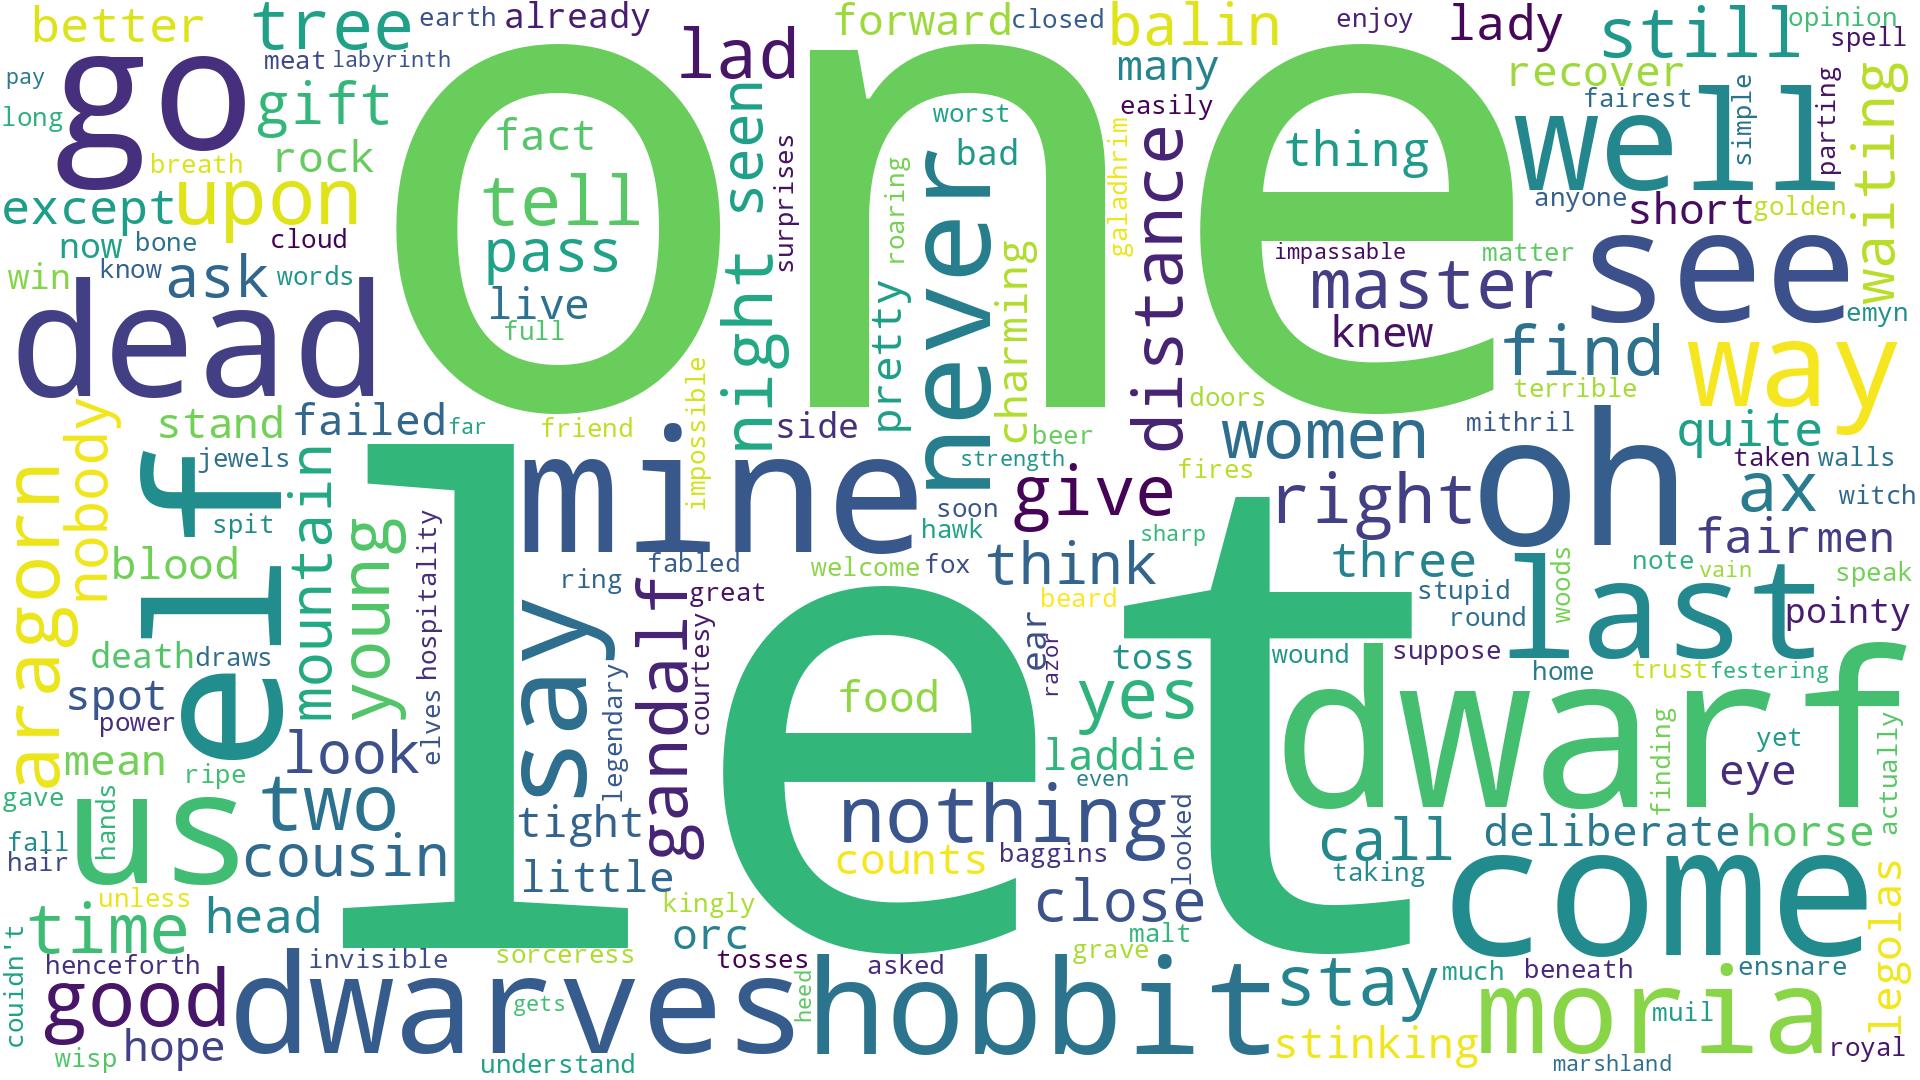 better tree earth already forward closed balin enjoy lady still opinion
go meat labyrinth lad many recover spell
pay gift one worst easily fairest well simple parting waiting
long breath rock fact seen surprises never bad galadhrim distance thing anyone short golden
except upon tell roaring
now bone cloud pass night charming impassable matter see
win know ask words live pretty master emyn
dead full knew find way
impossible doors terrible
stand failed far friend side beer women mithril oh quite
aragorn nobody elf jewels mountain mine strength fires taken walls
spit young hospitality give right ax witch
soon hawk sharp fair men
blood let ring fabled welcome fox think three last woods note vain speak
say gandalf great beard stupid pointy
courtesy ear razor round
death draws elves legendary toss wound suppose home trust festering
spot food yes dwarf
power
mean look laddie finding yet actually
ripe even eye
gave hands us two nothing looked
fall tight call deliberate horse
hair cousin little counts baggins taking
unless close come legolas
couldn't time head kingly orc malt
henceforth invisible sorceress tosses grave asked much beneath ensnare
good dwarves gets heed hobbit stay moria muil
wisp hope understand stinking marshland royal